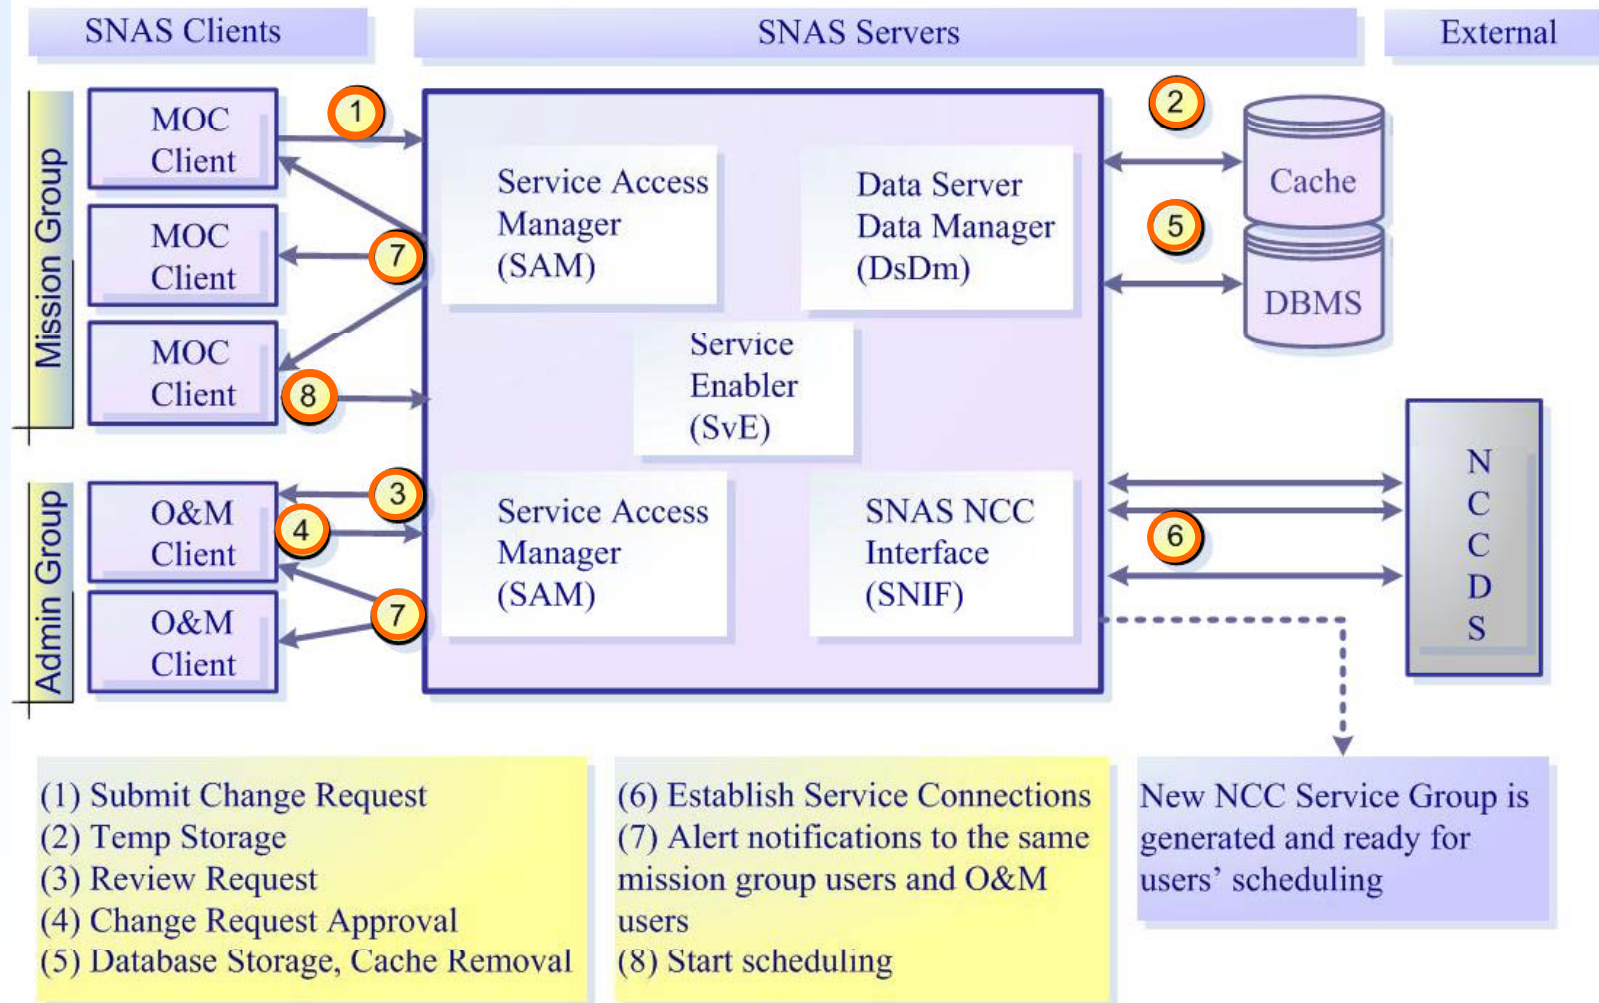 SNAS Clients
SNAS Servers
External
Mission Group
MOC
Client
MOC
Client
MOC
Client
Admin Group
O&M
Client
O&M
Client
1
7
8
3
4
7
Service Access
Manager
(SAM)
Data Server
Data Manager
(DsDm)
Service
Enabler
(SvE)
Service Access
Manager
(SAM)
SNAS NCC
Interface
(SNIF)
2
5
6
Cache
DBMS
N
C
C
D
S
(1) Submit Change Request
(2) Temp Storage
(3) Review Request
(4) Change Request Approval
(5) Database Storage, Cache Removal
(6) Establish Service Connections
(7) Alert notifications to the same
mission group users and O&M
users
(8) Start scheduling
New NCC Service Group is
generated and ready for
users’ scheduling